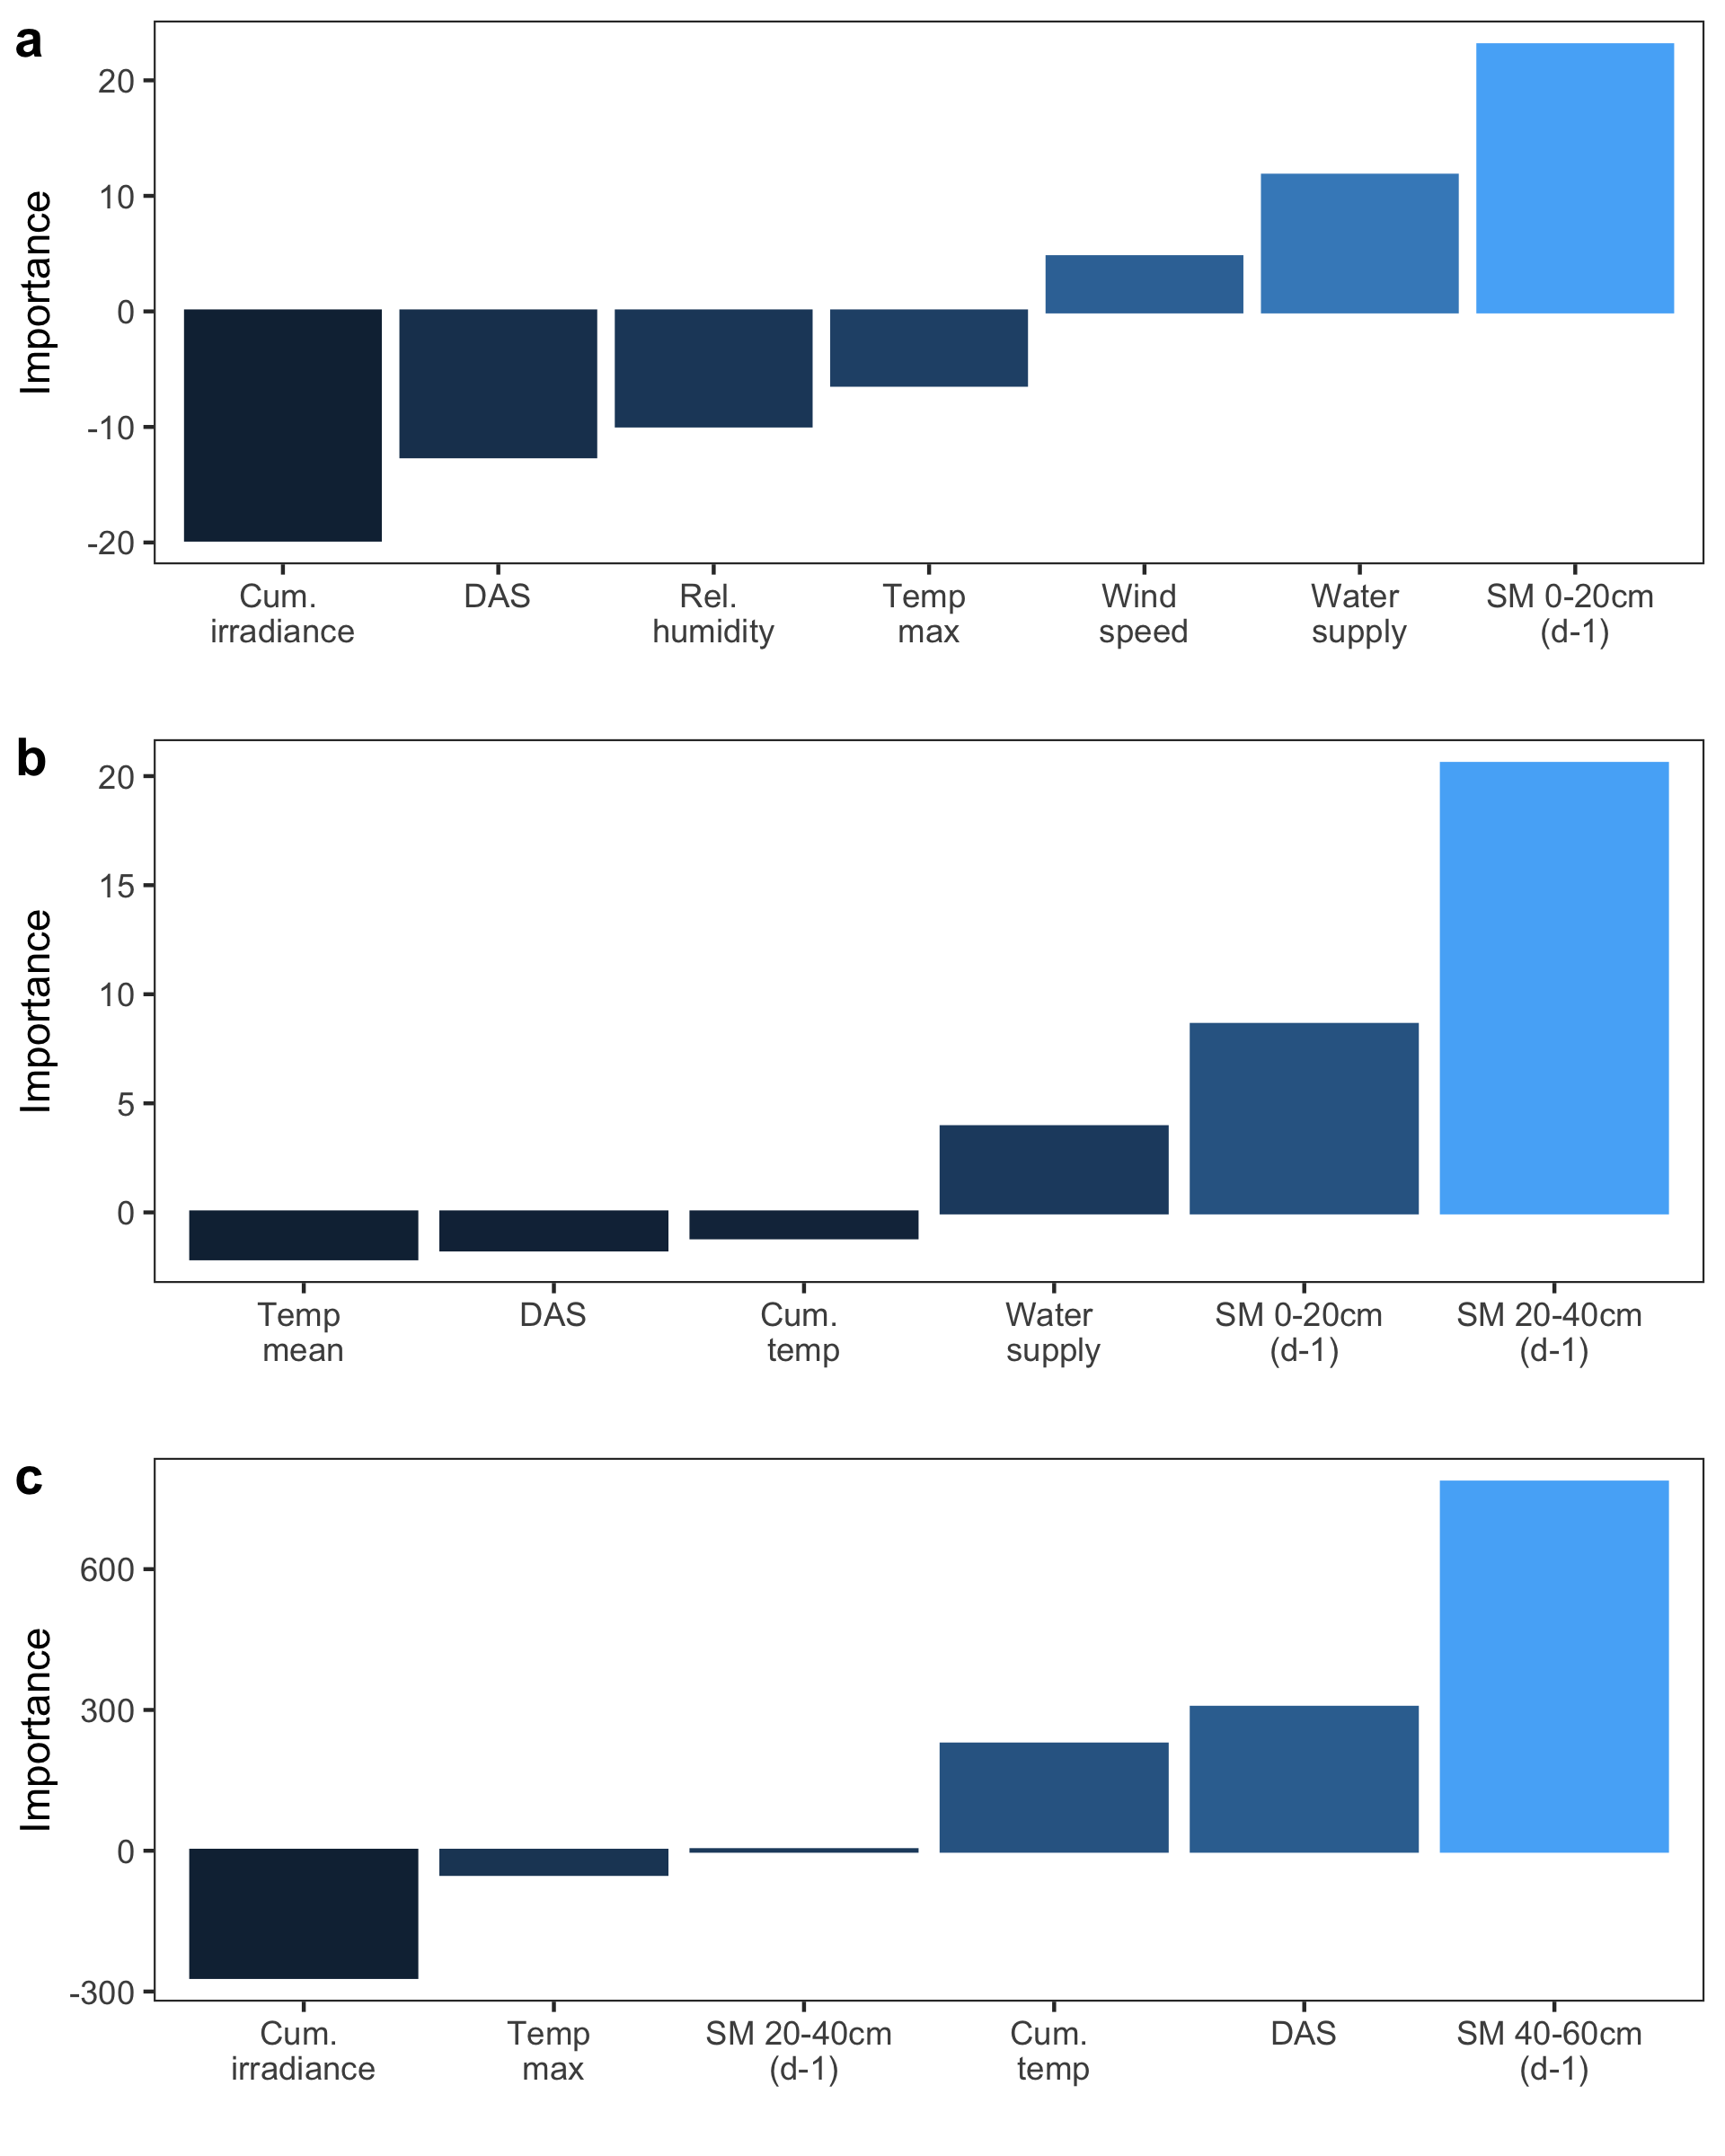 a
Importance
20
10
0
-10
-20
Cum.
irradiance
DAS
Rel.
humidity
Temp
max
Wind
speed
Water
supply
SM 0-20cm
(d-1)
b
Importance
20
15
10
5
0
Temp
mean
DAS
Cum.
temp
Water
supply
SM 0-20cm
(d-1)
SM 20-40cm
(d-1)
c
Importance
600
300
0
-300
Cum.
irradiance
Temp
max
SM 20-40cm
(d-1)
Cum.
temp
DAS
SM 40-60cm
(d-1)